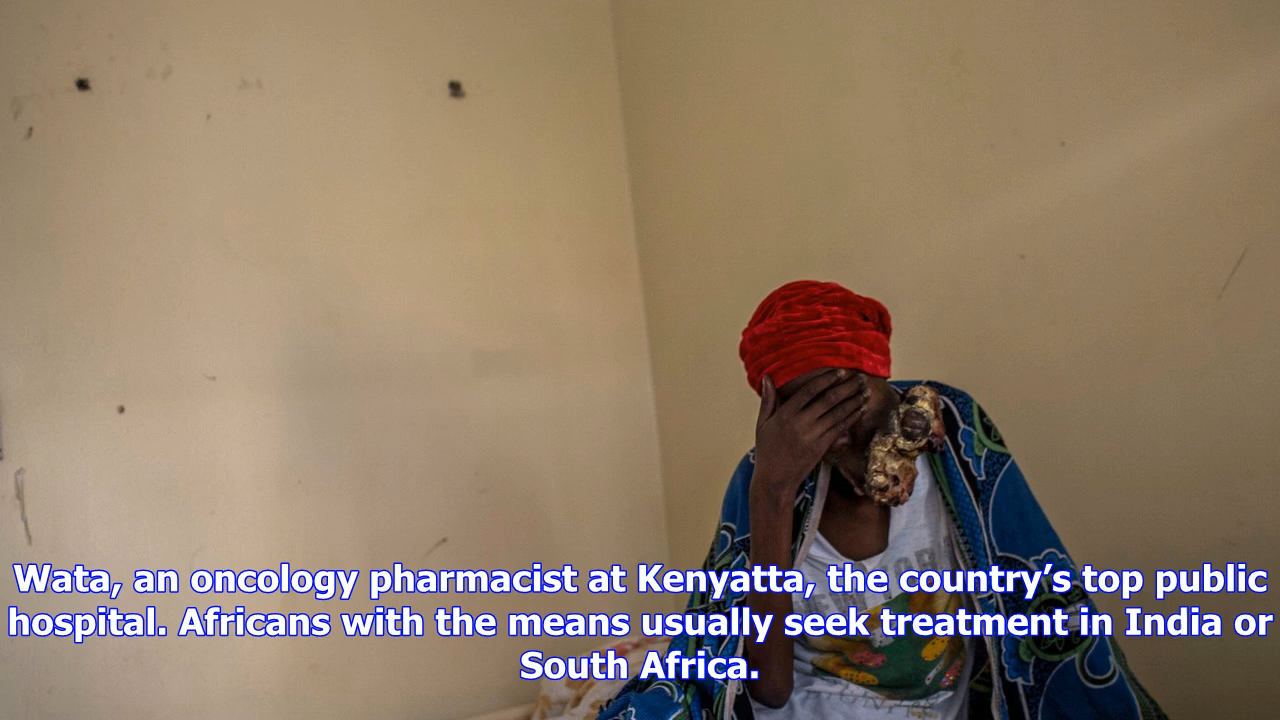 Wata, an oncology pharmacist at Kenyatta, the country’s top public
hospital. Africans with the means usually seek treatment in India or
South Africa.